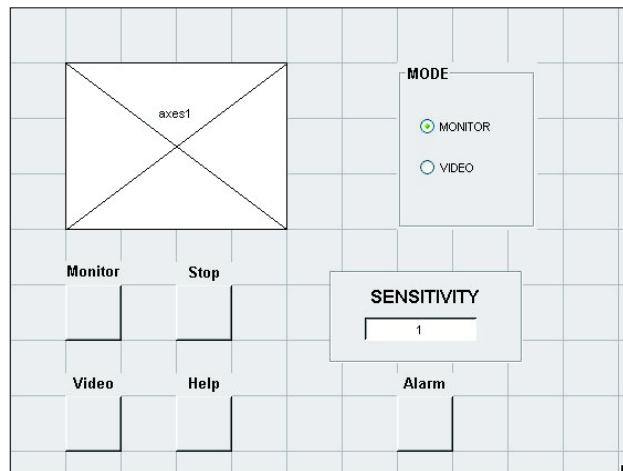 MODE
axes1
MONITOR
VIDEO
Monitor
Stop
SENSITIVITY
1
Video
Help
Alarm